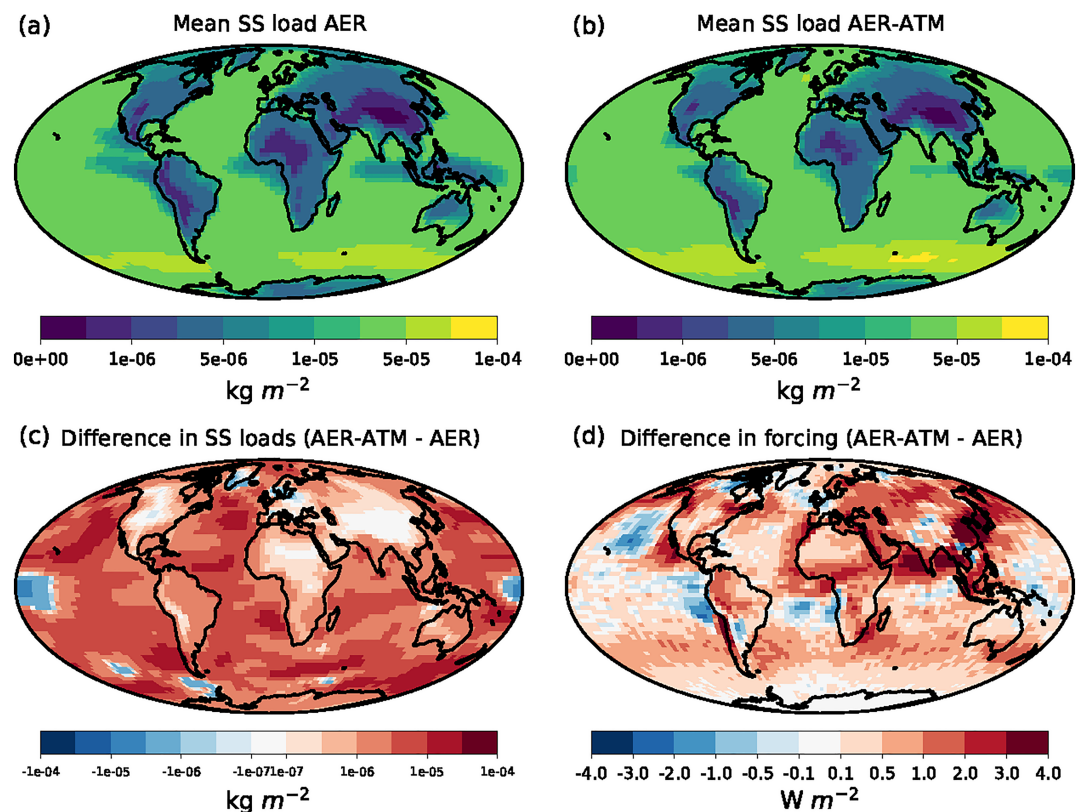 (a) Mean SS load AER
(b) Mean SS load AER-ATM
0e+00 1e-06 5e-06 1e-05 5e-05 1e-04
kg m−2
0e+00 1e-06 5e-06 1e-05 5e-05 1e-04
kg m−2
(c) Difference in SS loads (AER-ATM - AER)
(d) Difference in forcing (AER-ATM - AER)
-1e-04 -1e-05 -1e-06 -1e-07 1e-07 1e-06 1e-05 1e-04
kg m−2
-4.0 -3.0 -2.0 -1.0 -0.5 -0.1 0.1 0.5 1.0 2.0 3.0 4.0
W m−2